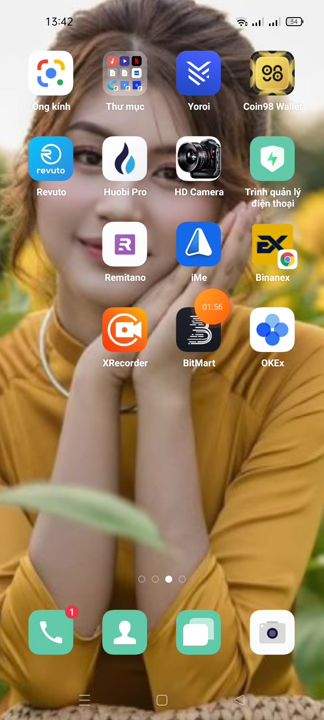 13:42
54
Ống kính
Thư mục
Yoroi
Coin98 Wallet
revuto
Revuto
Huobi Pro
HD Camera
Trình quản lý
điện thoại
Remitano
iMe
EX
Binanex
01:56
XRecorder
BitMart
OKEx
1